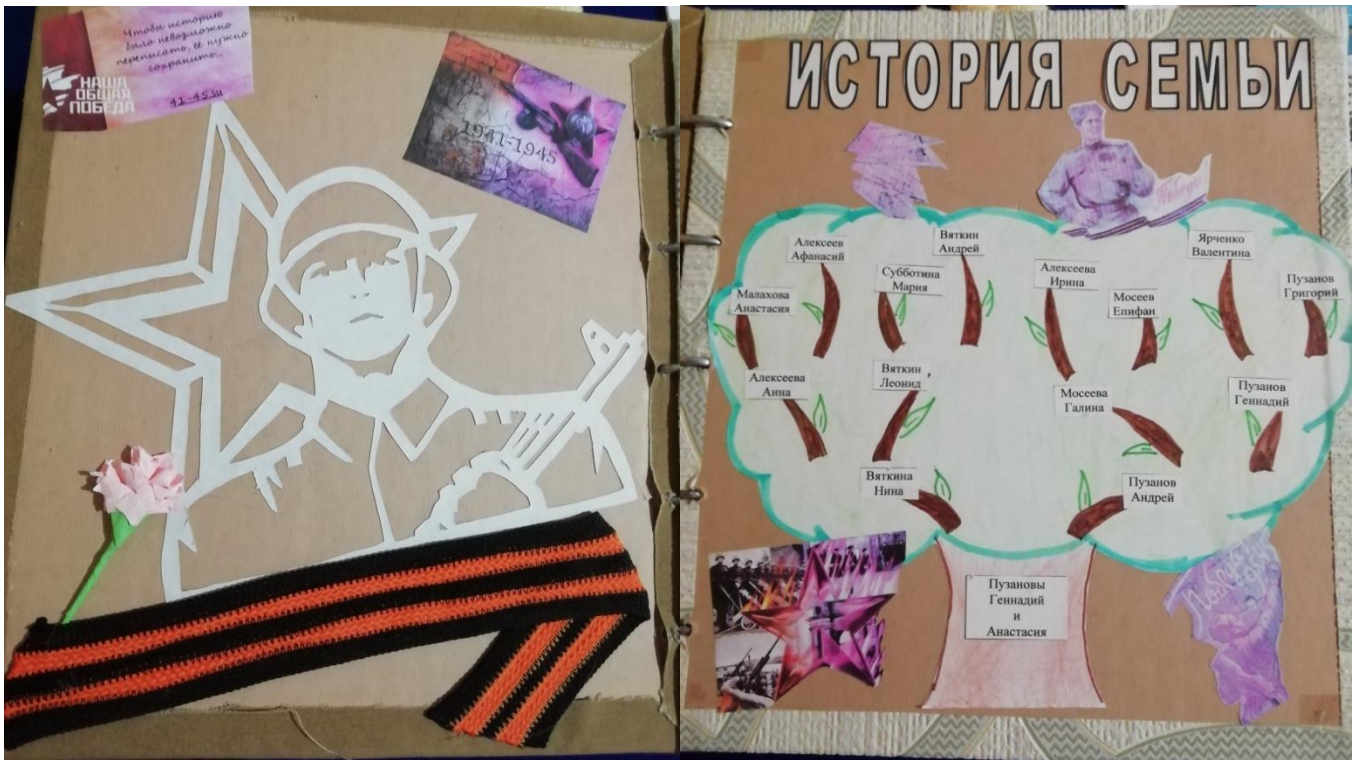 Чтобы историю
было невозможно
переписать, её нужно
сохранить...
НАША
ОБЩАЯ
ПОБЕДА
41-45.su
1941-1945
ИСТОРИЯ СЕМЬИ
Победа
Алексеев
Афанасий
Вяткин
Андрей
Ярченко
Валентина
Субботина
Мария
Алексеева
Ирина
Пузанов
Григорий
Малахова
Анастасия
Мосеев
Епифан
Алексеева
Анна
Вяткин
Леонид
Мосеева
Галина
Пузанов
Геннадий
Вяткина
Нина
Пузанов
Андрей
Пузановы
Геннадий
и
Анастасия